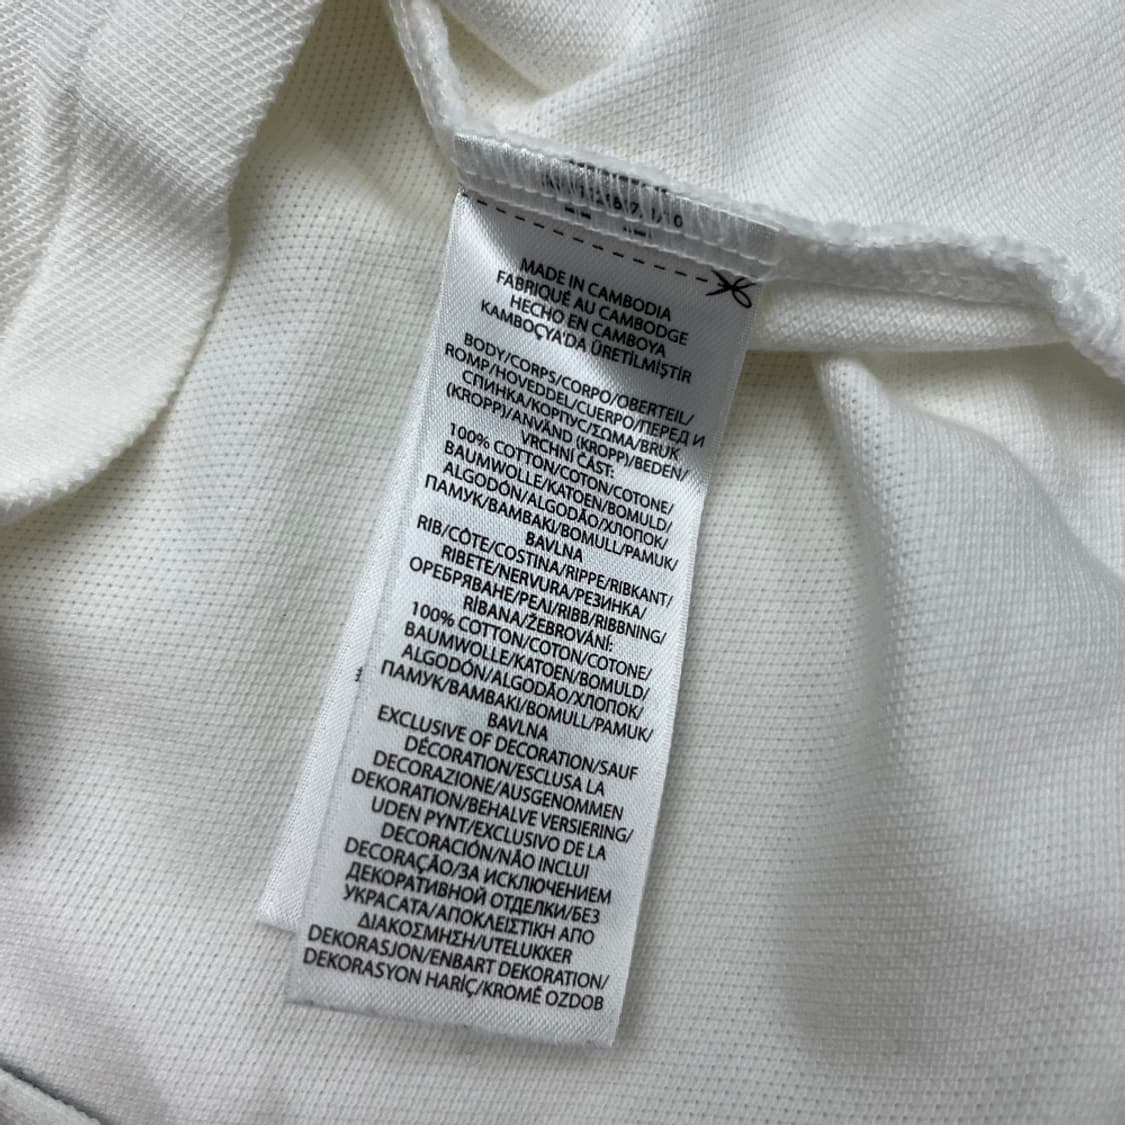 MADE IN CAMBODIA
FABRIQUÉ AU CAMBODGE
HECHO EN CAMBOYA
KAMBOÇYA'DA ÜRETİLMİŞTİR
BODY/CORPS/CORPO/OBERTEIL/
ROMP/HOVEDDEL/CUERPO/ПЕРЕД И
СПИНКА/КОРПУС/ΣΩΜΑ/BRUK
(KROPP)/ANVÄND (KROPP)/BEDEN/
VRCHNÍ ČÁST:
100% COTTON/COTON/COTONE/
BAUMWOLLE/KATOEN/BOMULD/
ALGODÓN/ALGODÃO/ХЛОПОК/
ПАМУК/ΒΑΜΒΑΚΙ/BOMULL/PAMUK/
BAVLNA
RIB/CÔTE/COSTINA/RIPPE/RIBKANT/
RIBETE/NERVURA/РЕЗИНКА/
ОРЕБРЯВАНЕ/ΡΕΛΙ/RIBB/RIBBNING/
RİBANA/ŽEBROVÁNÍ:
100% COTTON/COTON/COTONE/
BAUMWOLLE/KATOEN/BOMULD/
ALGODÓN/ALGODÃO/ХЛОПОК/
ПАМУК/ΒΑΜΒΑΚΙ/BOMULL/PAMUK/
BAVLNA
EXCLUSIVE OF DECORATION/SAUF
DÉCORATION/ESCLUSA LA
DECORAZIONE/AUSGENOMMEN
DEKORATION/BEHALVE VERSIERING/
UDEN PYNT/EXCLUSIVO DE LA
DECORACIÓN/NÃO INCLUI
DECORAÇÃO/ЗА ИСКЛЮЧЕНИЕМ
ДЕКОРАТИВНОЙ ОТДЕЛКИ/БЕЗ
УКРАСАТА/ΑΠΟΚΛΕΙΣΤΙΚΗ ΑΠΟ
ΔΙΑΚΟΣΜΗΣΗ/UTELUKKER
DEKORASJON/ENBART DEKORATION/
DEKORASYON HARİÇ/KROMĚ OZDOB